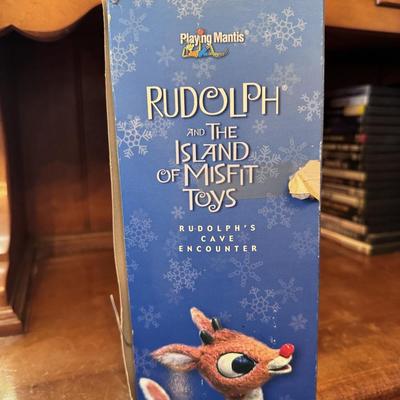 Playing Mantis
RUDOLPH®
AND THE
ISLAND
OF MISFIT
TOYS
RUDOLPH'S
CAVE
ENCOUNTER